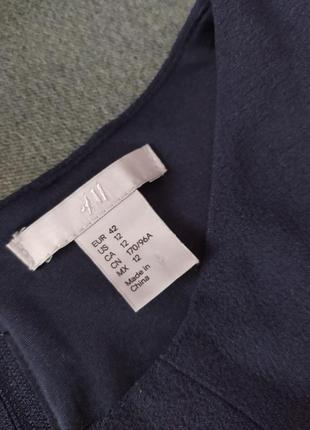 H&M
EUR 42
US 12
CA 12
CN 170/96A
MX 12
Made in
China